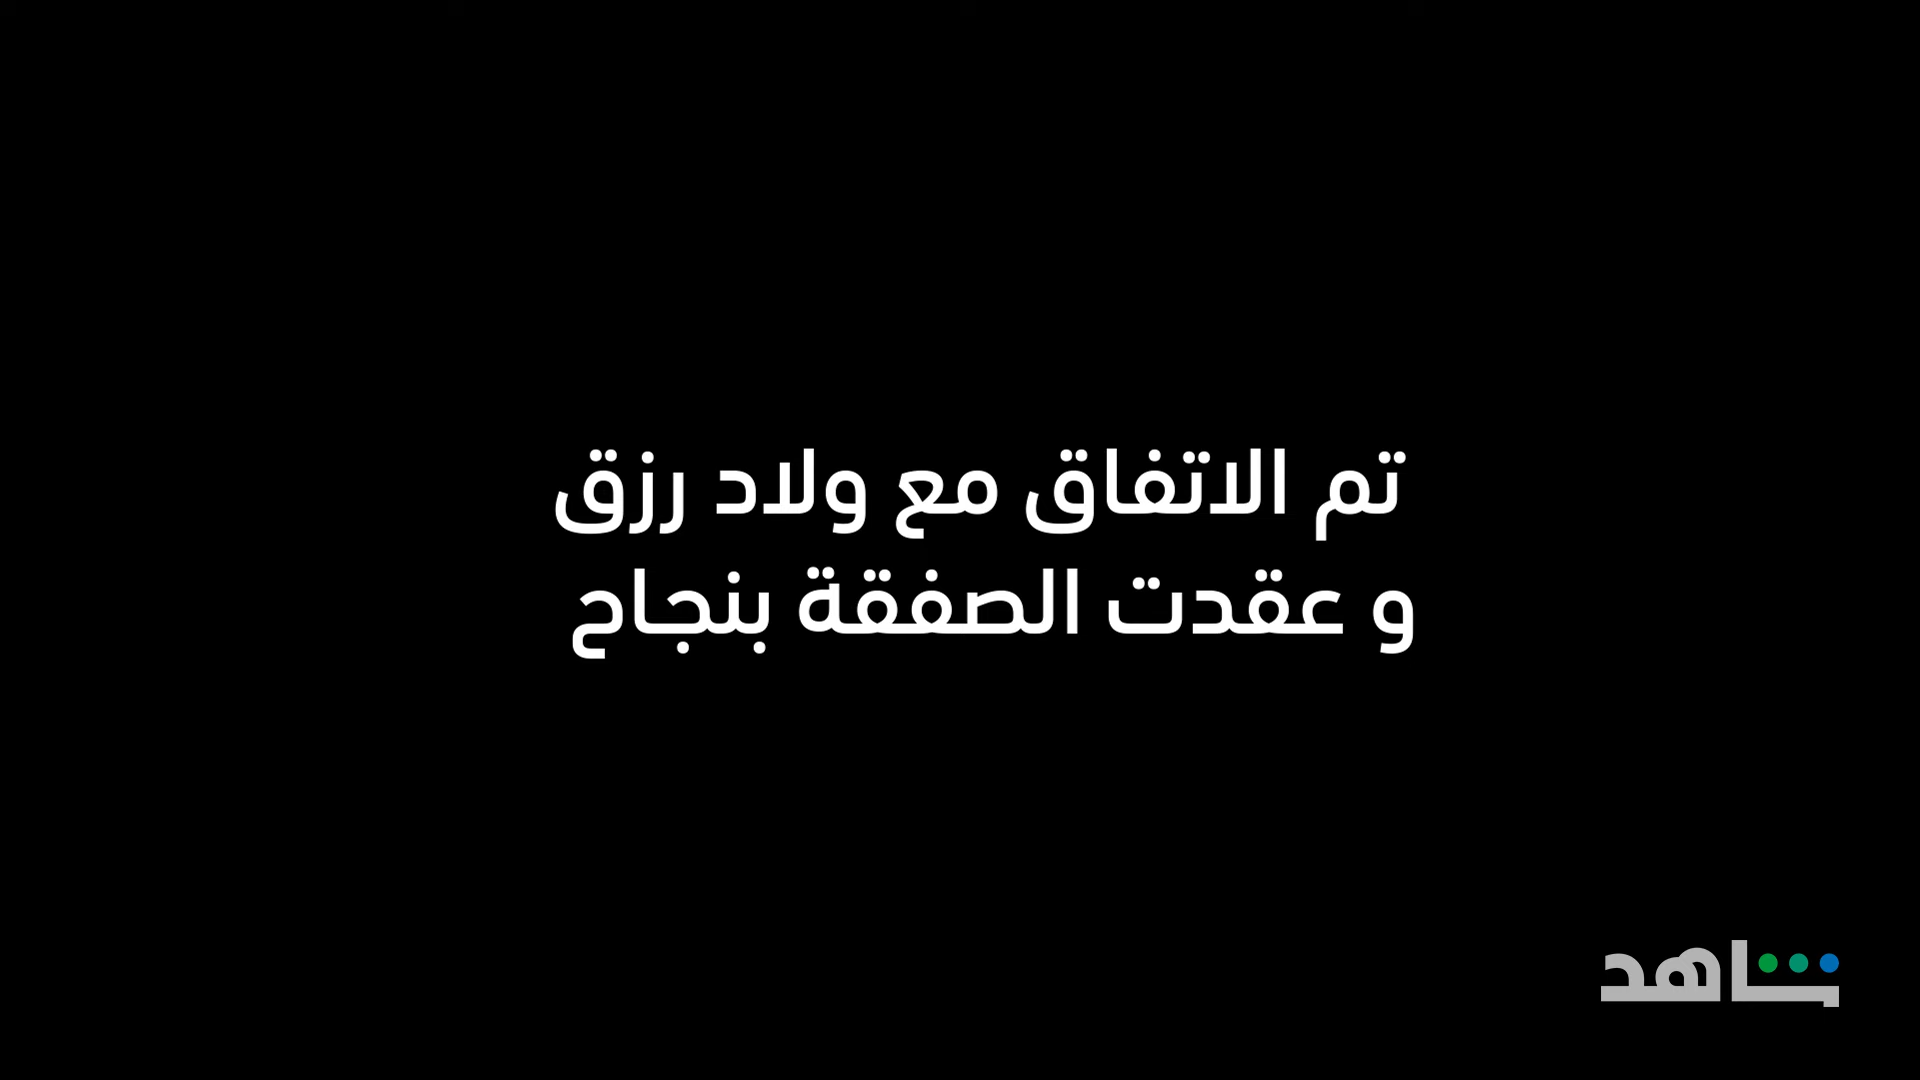 تم الاتفاق مع ولاد رزق
و عقدت الصفقة بنجاح
شاهد